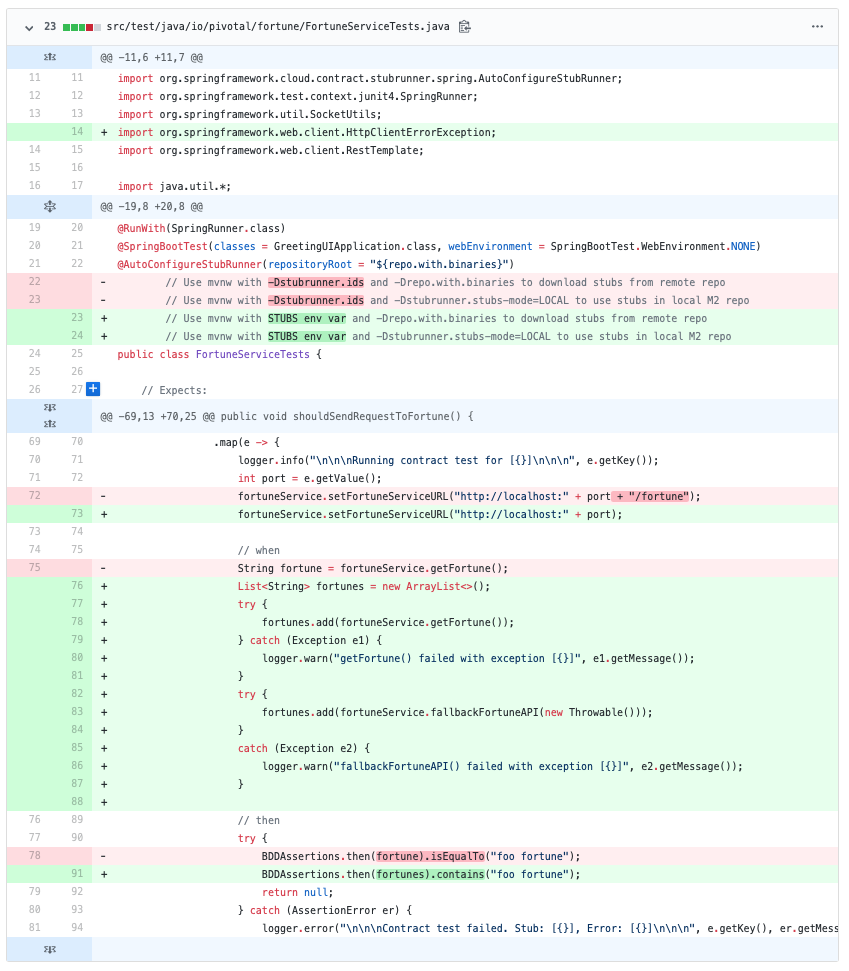 23 src/test/java/io/pivotal/fortune/FortuneServiceTests.java ...
@@ -11,6 +11,7 @@
11 11 import org.springframework.cloud.contract.stubrunner.spring.AutoConfigureStubRunner;
12 12 import org.springframework.test.context.junit4.SpringRunner;
13 13 import org.springframework.util.SocketUtils;
14 + import org.springframework.web.client.HttpClientErrorException;
14 15 import org.springframework.web.client.RestTemplate;
15 16
16 17 import java.util.*;
@@ -19,8 +20,8 @@
19 20 @RunWith(SpringRunner.class)
20 21 @SpringBootTest(classes = GreetingUIApplication.class, webEnvironment = SpringBootTest.WebEnvironment.NONE)
21 22 @AutoConfigureStubRunner(repositoryRoot = "${repo.with.binaries}")
22 - // Use mvnw with -Dstubrunner.ids and -Drepo.with.binaries to download stubs from remote repo
23 - // Use mvnw with -Dstubrunner.ids and -Dstubrunner.stubs-mode=LOCAL to use stubs in local M2 repo
23 + // Use mvnw with STUBS env var and -Drepo.with.binaries to download stubs from remote repo
24 + // Use mvnw with STUBS env var and -Dstubrunner.stubs-mode=LOCAL to use stubs in local M2 repo
24 25 public class FortuneServiceTests {
25 26
26 27 + // Expects:
@@ -69,13 +70,25 @@ public void shouldSendRequestToFortune() {
69 70 .map(e -> {
70 71 logger.info("\n\n\nRunning contract test for [{}]\n\n\n", e.getKey());
71 72 int port = e.getValue();
72 - fortuneService.setFortuneServiceURL("http://localhost:" + port + "/fortune");
73 + fortuneService.setFortuneServiceURL("http://localhost:" + port);
73 74
74 75 // when
75 - String fortune = fortuneService.getFortune();
76 + List<String> fortunes = new ArrayList<>();
77 + try {
78 + fortunes.add(fortuneService.getFortune());
79 + } catch (Exception e1) {
80 + logger.warn("getFortune() failed with exception [{}]", e1.getMessage());
81 + }
82 + try {
83 + fortunes.add(fortuneService.fallbackFortuneAPI(new Throwable()));
84 + }
85 + catch (Exception e2) {
86 + logger.warn("fallbackFortuneAPI() failed with exception [{}]", e2.getMessage());
87 + }
88 +
76 89 // then
77 90 try {
78 - BDDAssertions.then(fortune).isEqualTo("foo fortune");
91 + BDDAssertions.then(fortunes).contains("foo fortune");
79 92 return null;
80 93 } catch (AssertionError er) {
81 94 logger.error("\n\n\nContract test failed. Stub: [{}], Error: [{}]\n\n\n", e.getKey(), er.getMess